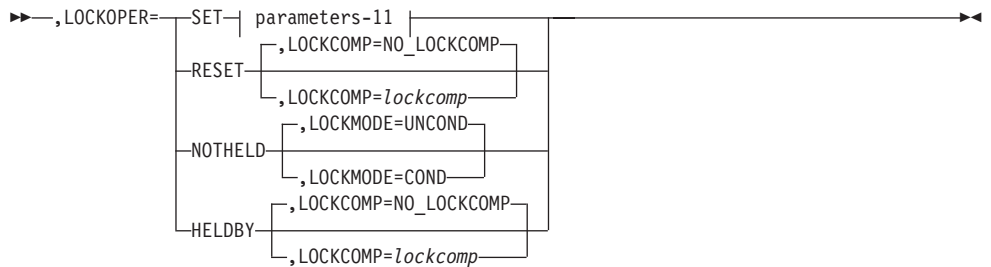 ,LOCKOPER= SET parameters-11
,LOCKCOMP=NO_LOCKCOMP
RESET
,LOCKCOMP=lockcomp
,LOCKMODE=UNCOND
NOTHELD
,LOCKMODE=COND
,LOCKCOMP=NO_LOCKCOMP
HELDBY
,LOCKCOMP=lockcomp